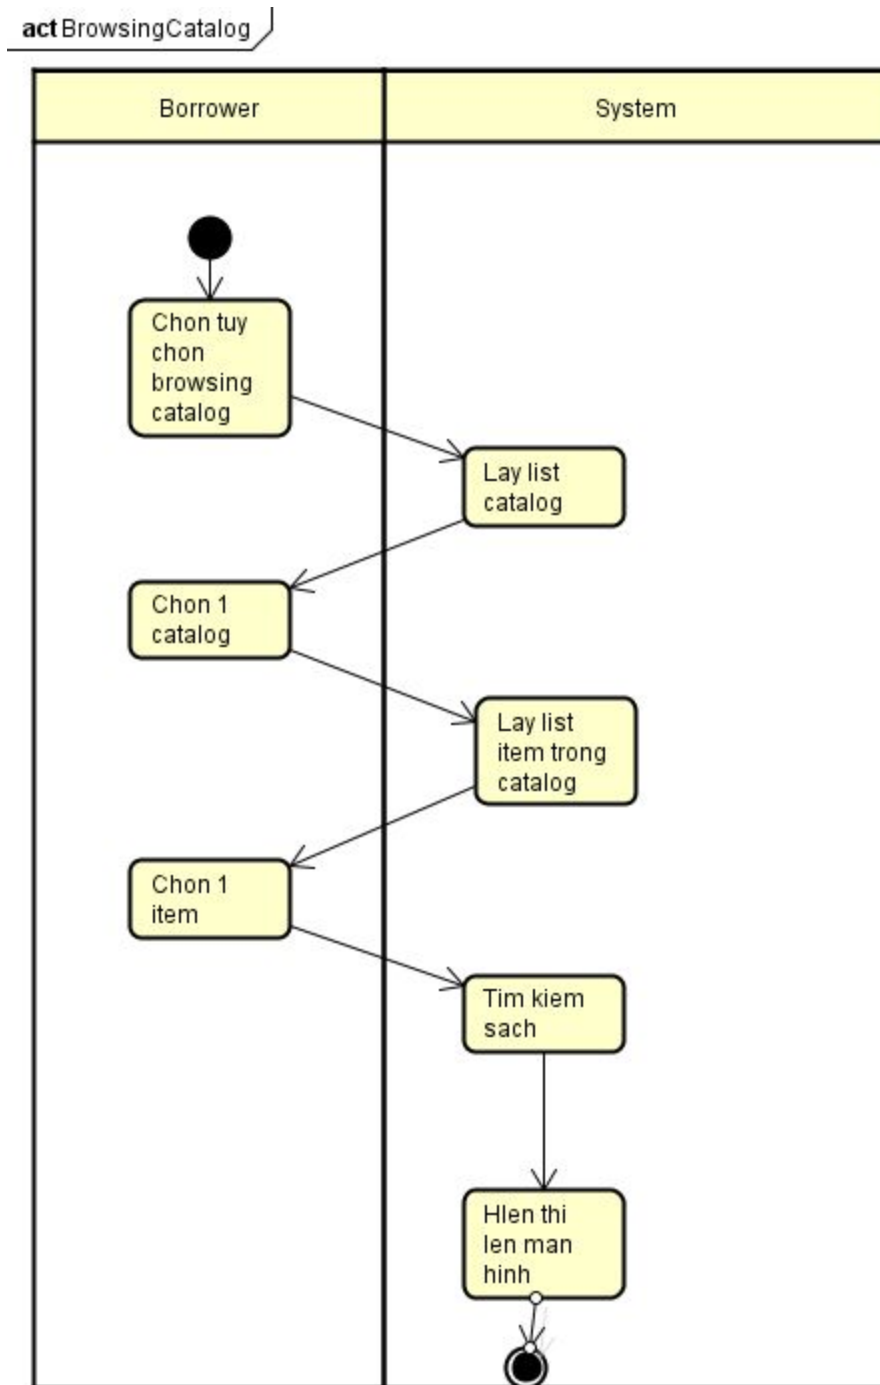 act BrowsingCatalog
Borrower
System
Chon tuy
chon
browsing
catalog
Lay list
catalog
Chon 1
catalog
Lay list
item trong
catalog
Chon 1
item
Tim kiem
sach
Hlen thi
len man
hinh